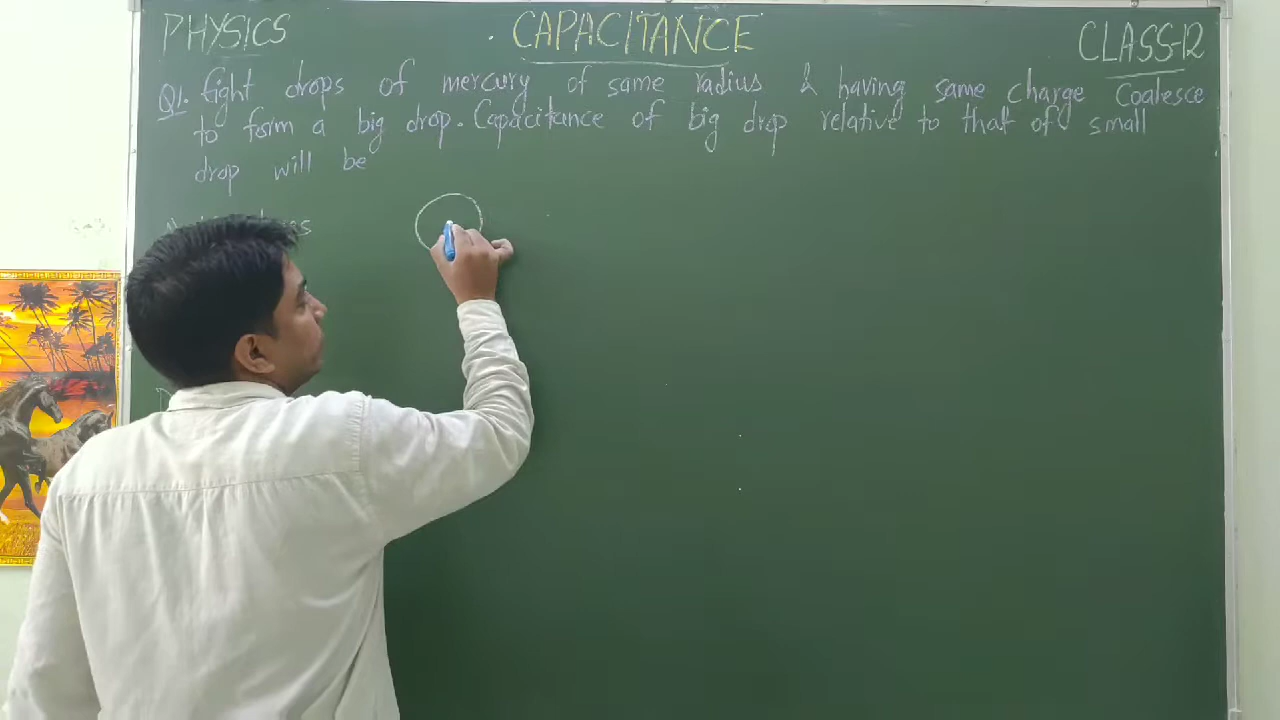 PHYSICS
CAPACITANCE
CLASS-12
Q1. Eight drops of mercury of same radius & having same charge Coalesce
to form a big drop. Capacitance of big drop relative to that of small
drop will be